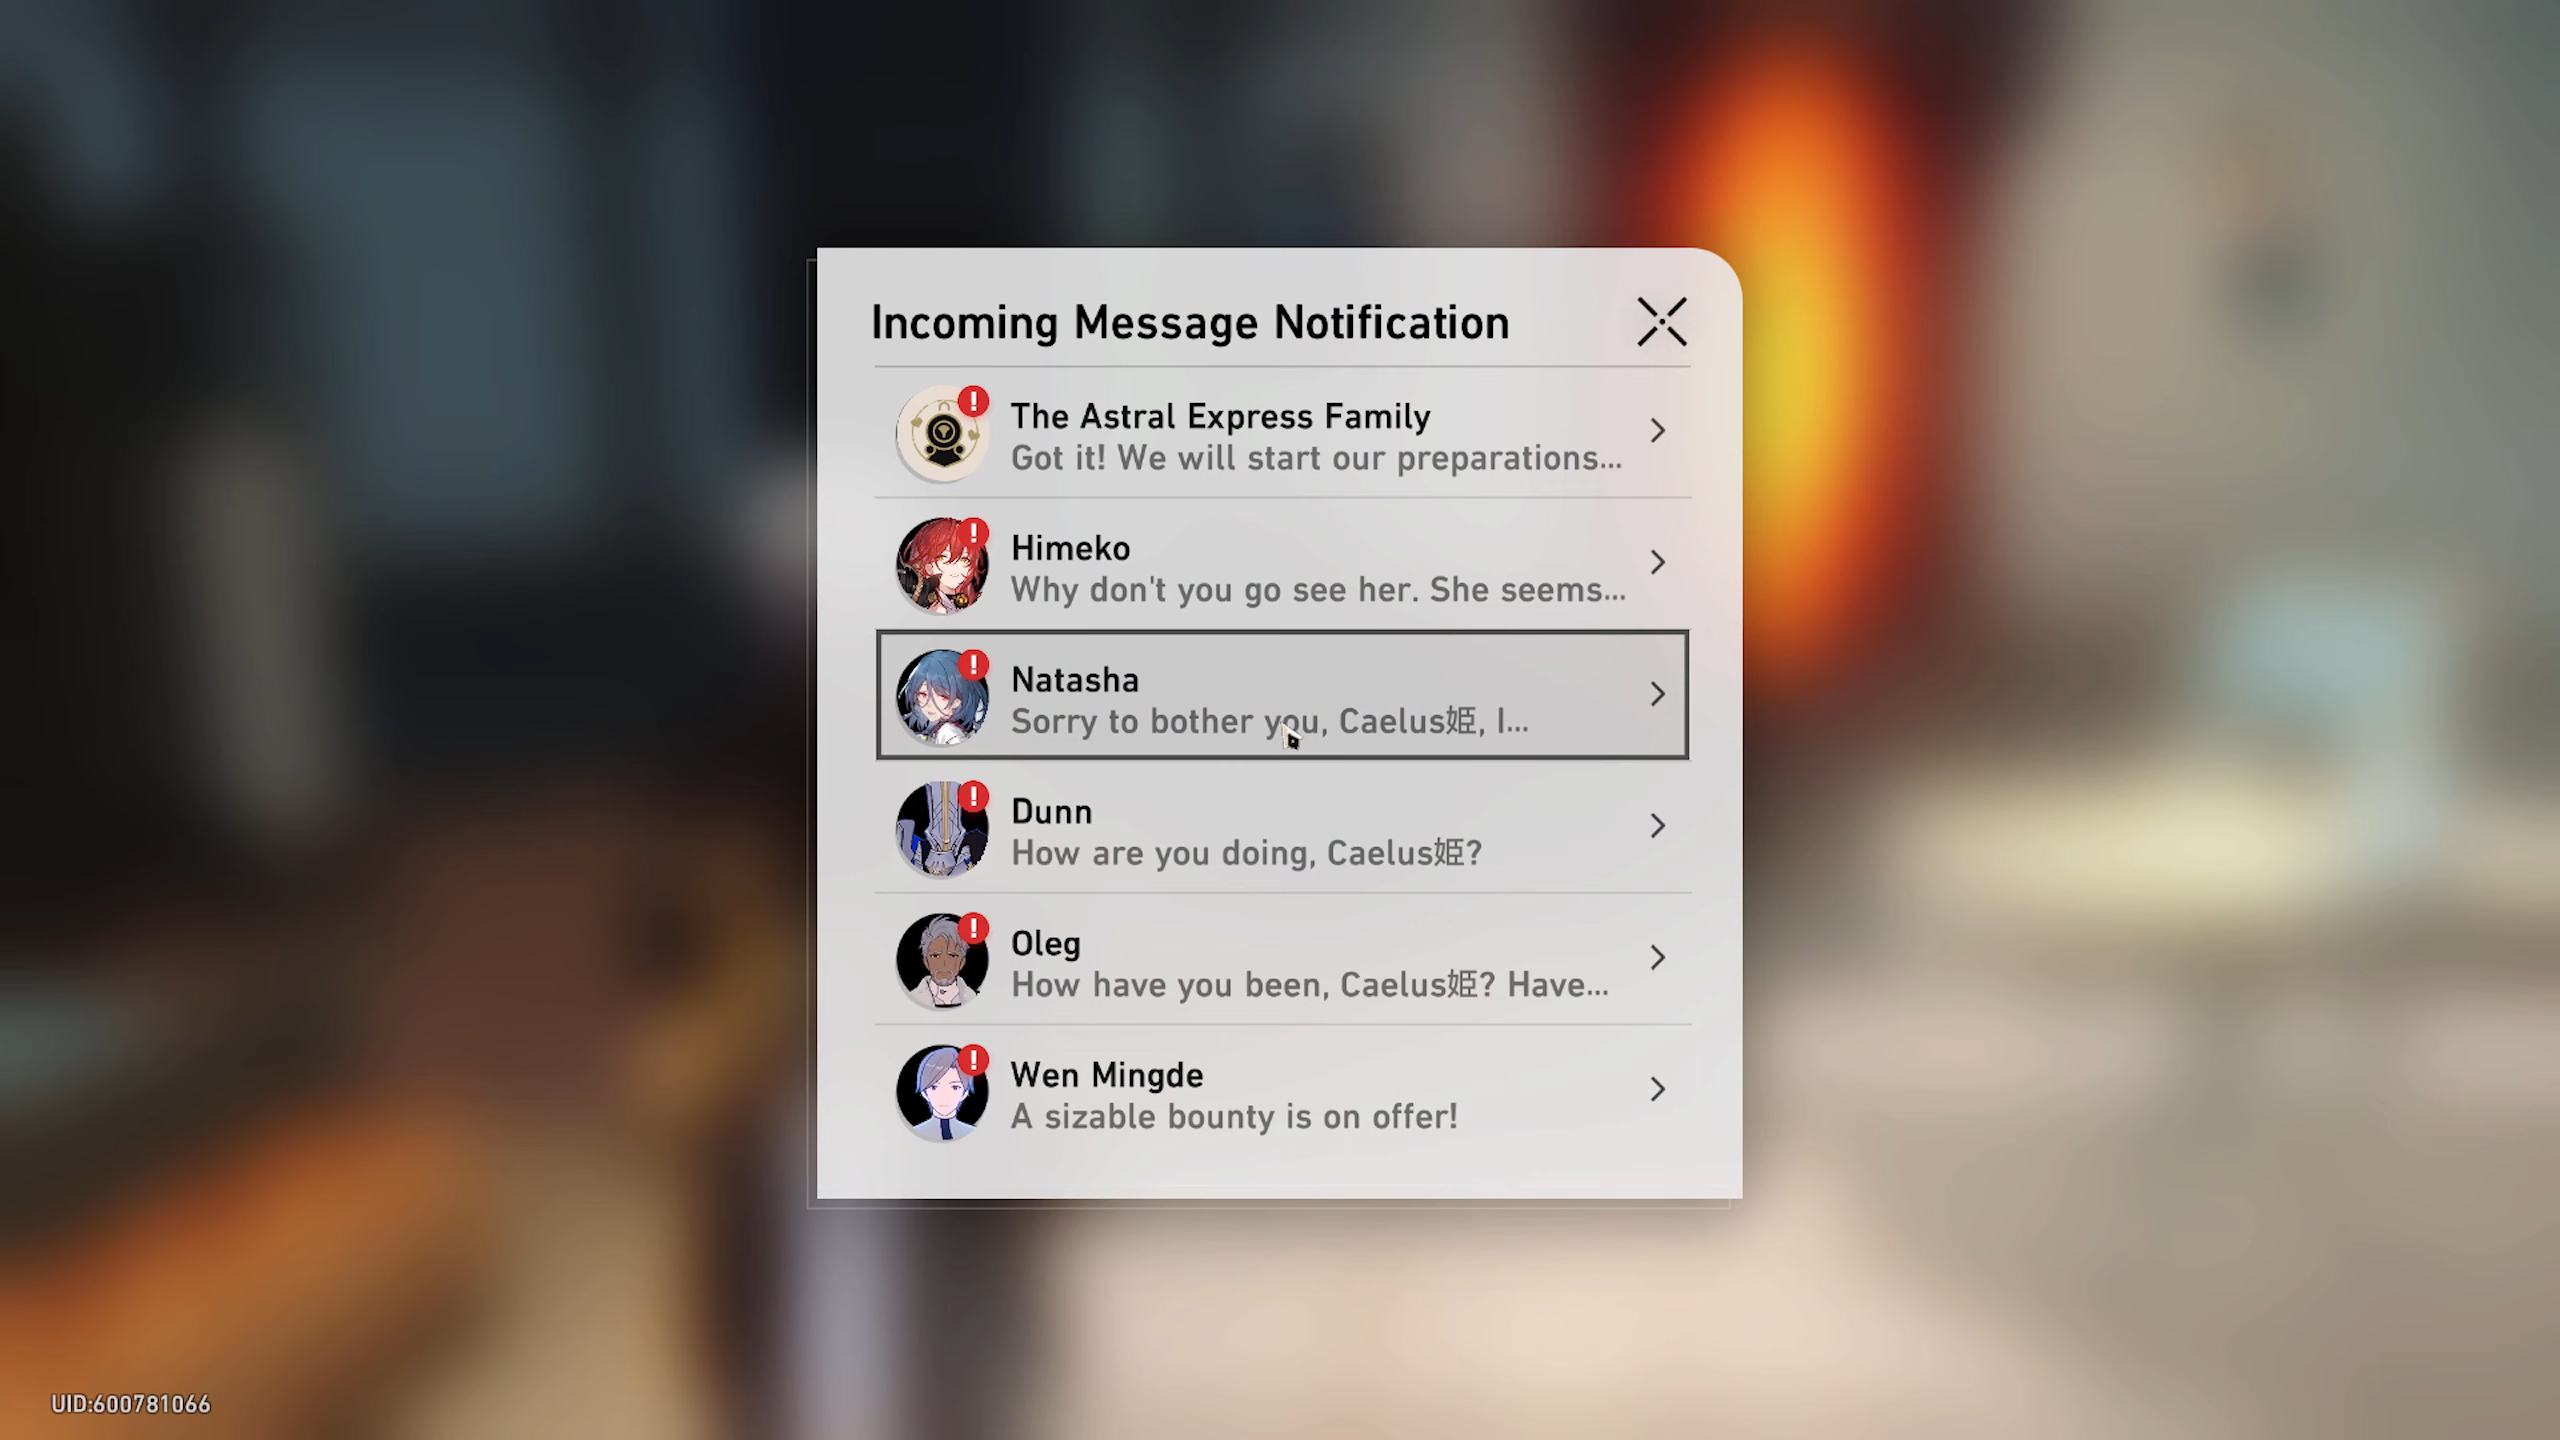 Incoming Message Notification
The Astral Express Family
Got it! We will start our preparations...
Himeko
Why don't you go see her. She seems...
Natasha
Sorry to bother you, Caelus姫, I...
Dunn
How are you doing, Caelus姫?
Oleg
How have you been, Caelus姫? Have...
Wen Mingde
A sizable bounty is on offer!
UID:600781066